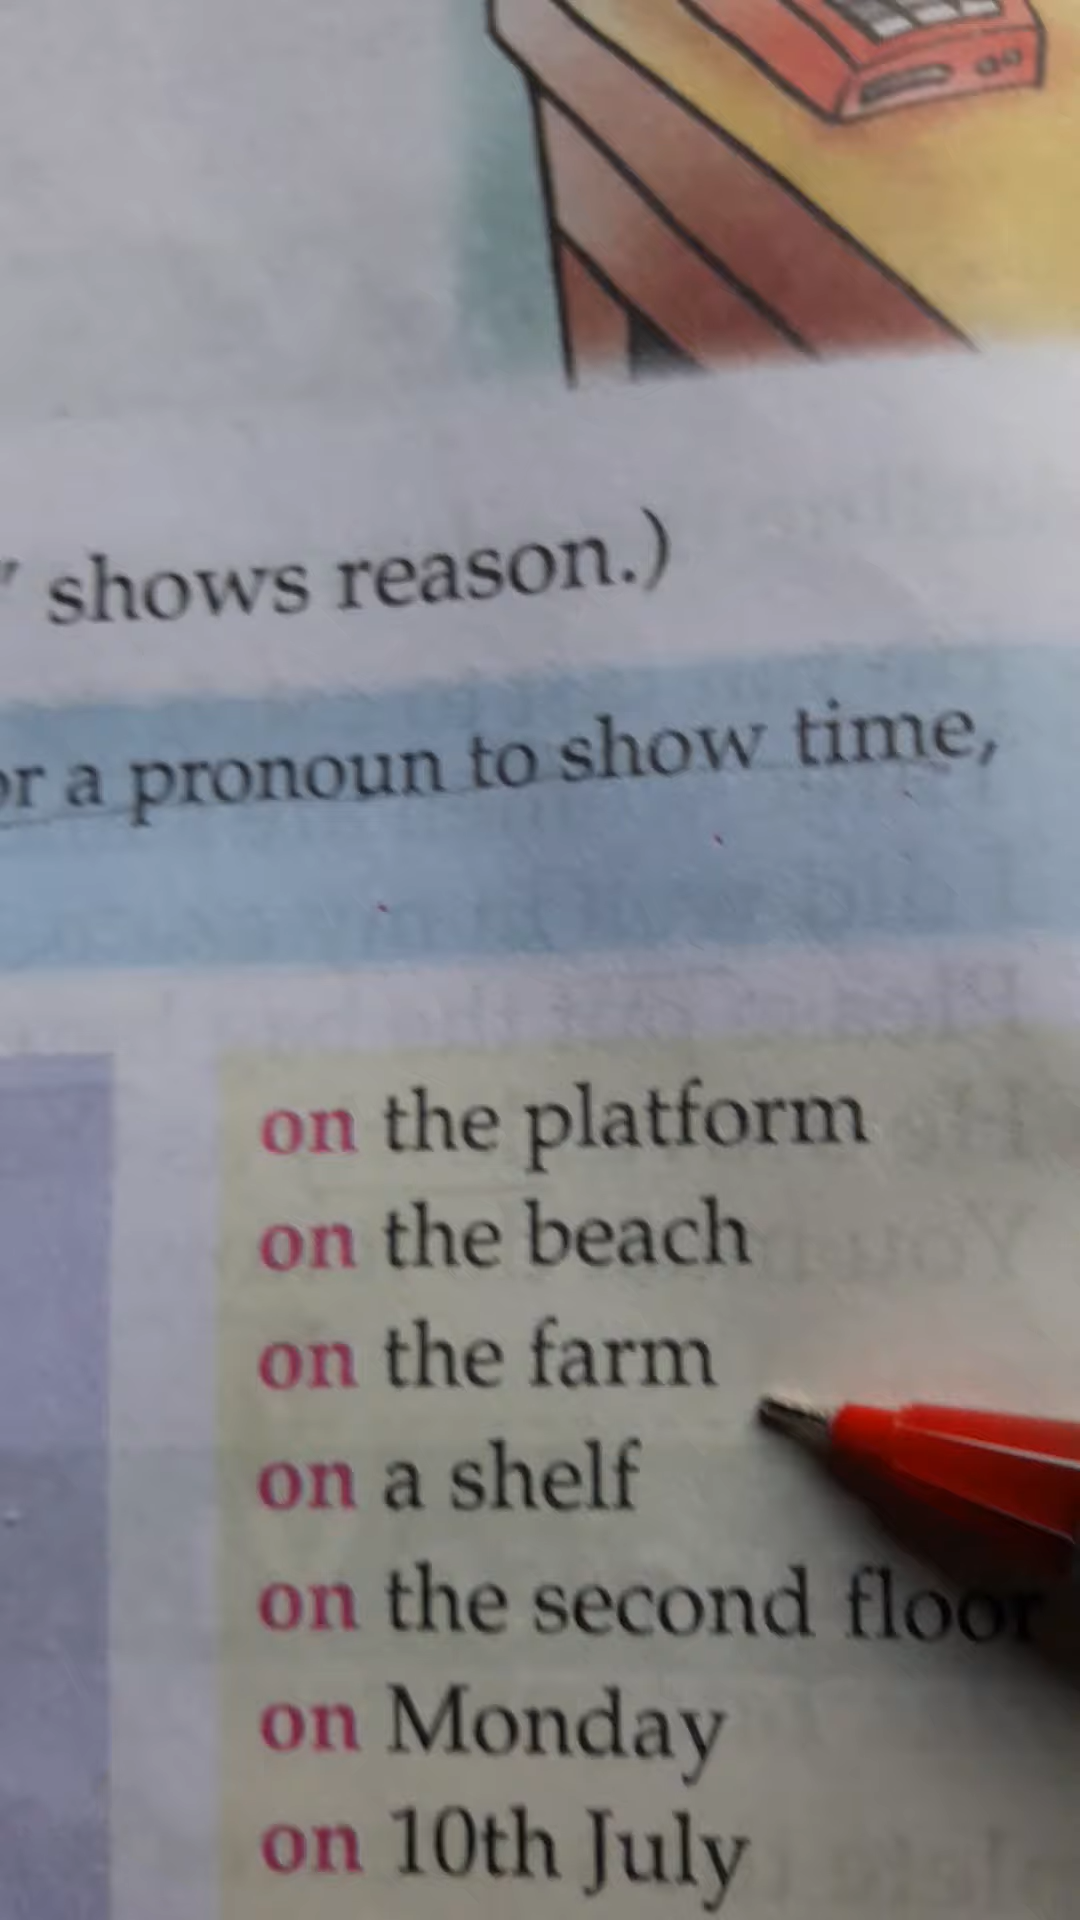 " shows reason.)
or a pronoun to show time,
on the platform
on the beach
on the farm
on a shelf
on the second floor
on Monday
on 10th July